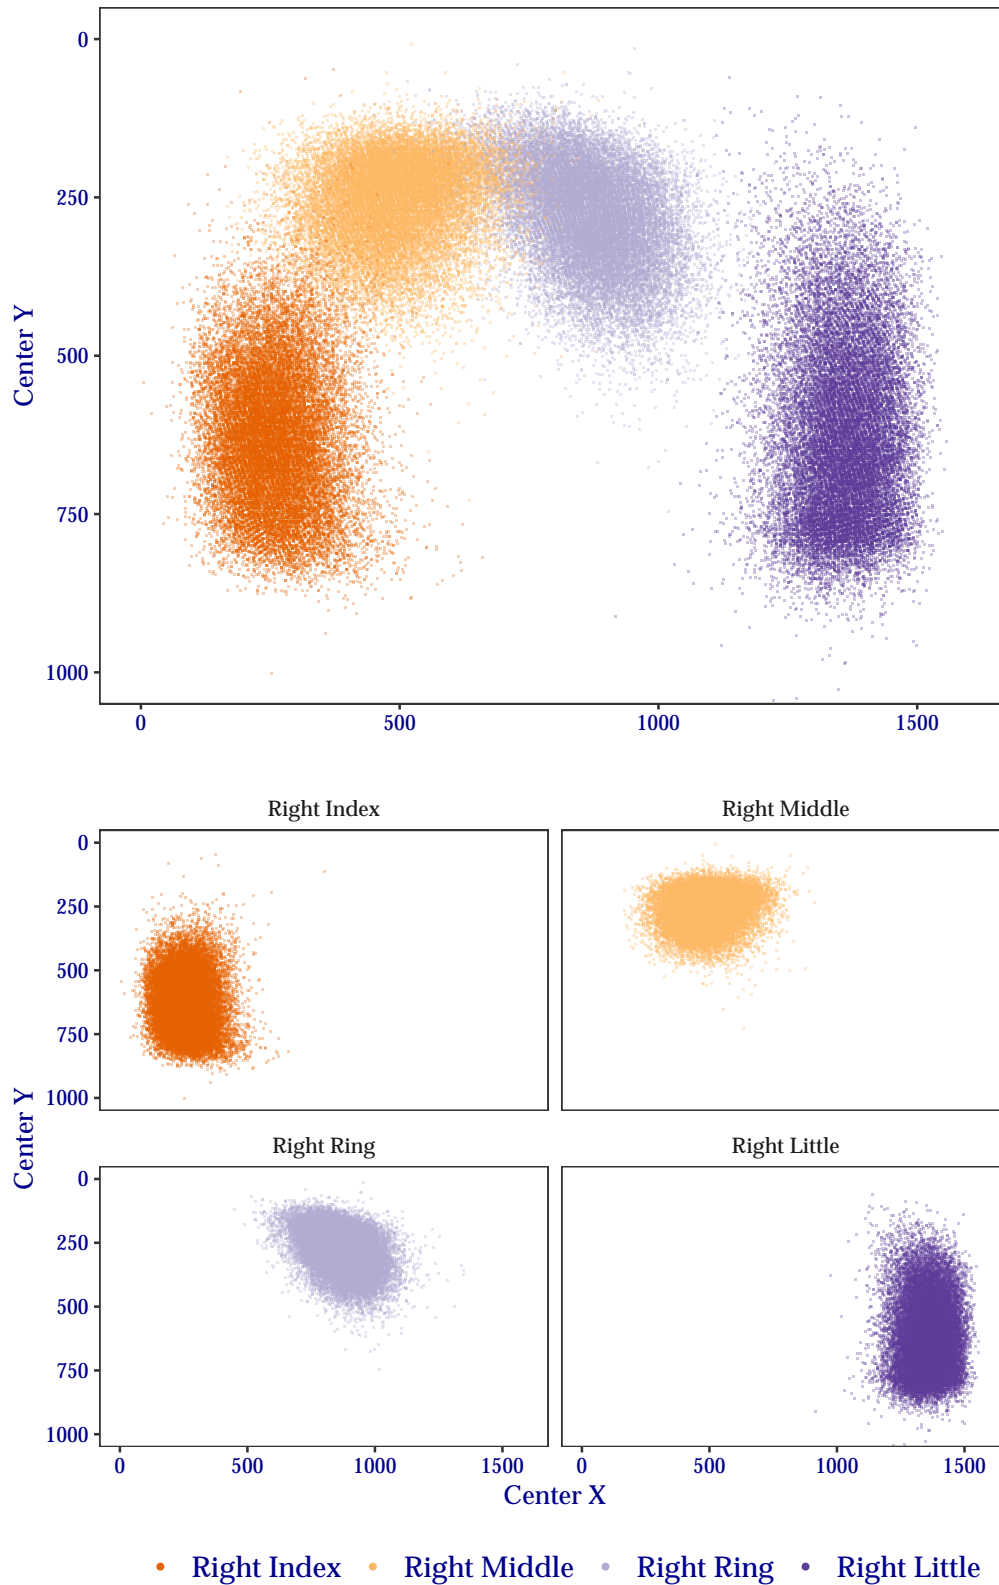 0
250
500
750
1000
Center Y
0 500 1000 1500
Right Index Right Middle
0
250
500
750
1000
Center Y
Right Ring Right Little
0
250
500
750
1000
0 500 1000 1500 0 500 1000 1500
Center X
Right Index Right Middle Right Ring Right Little